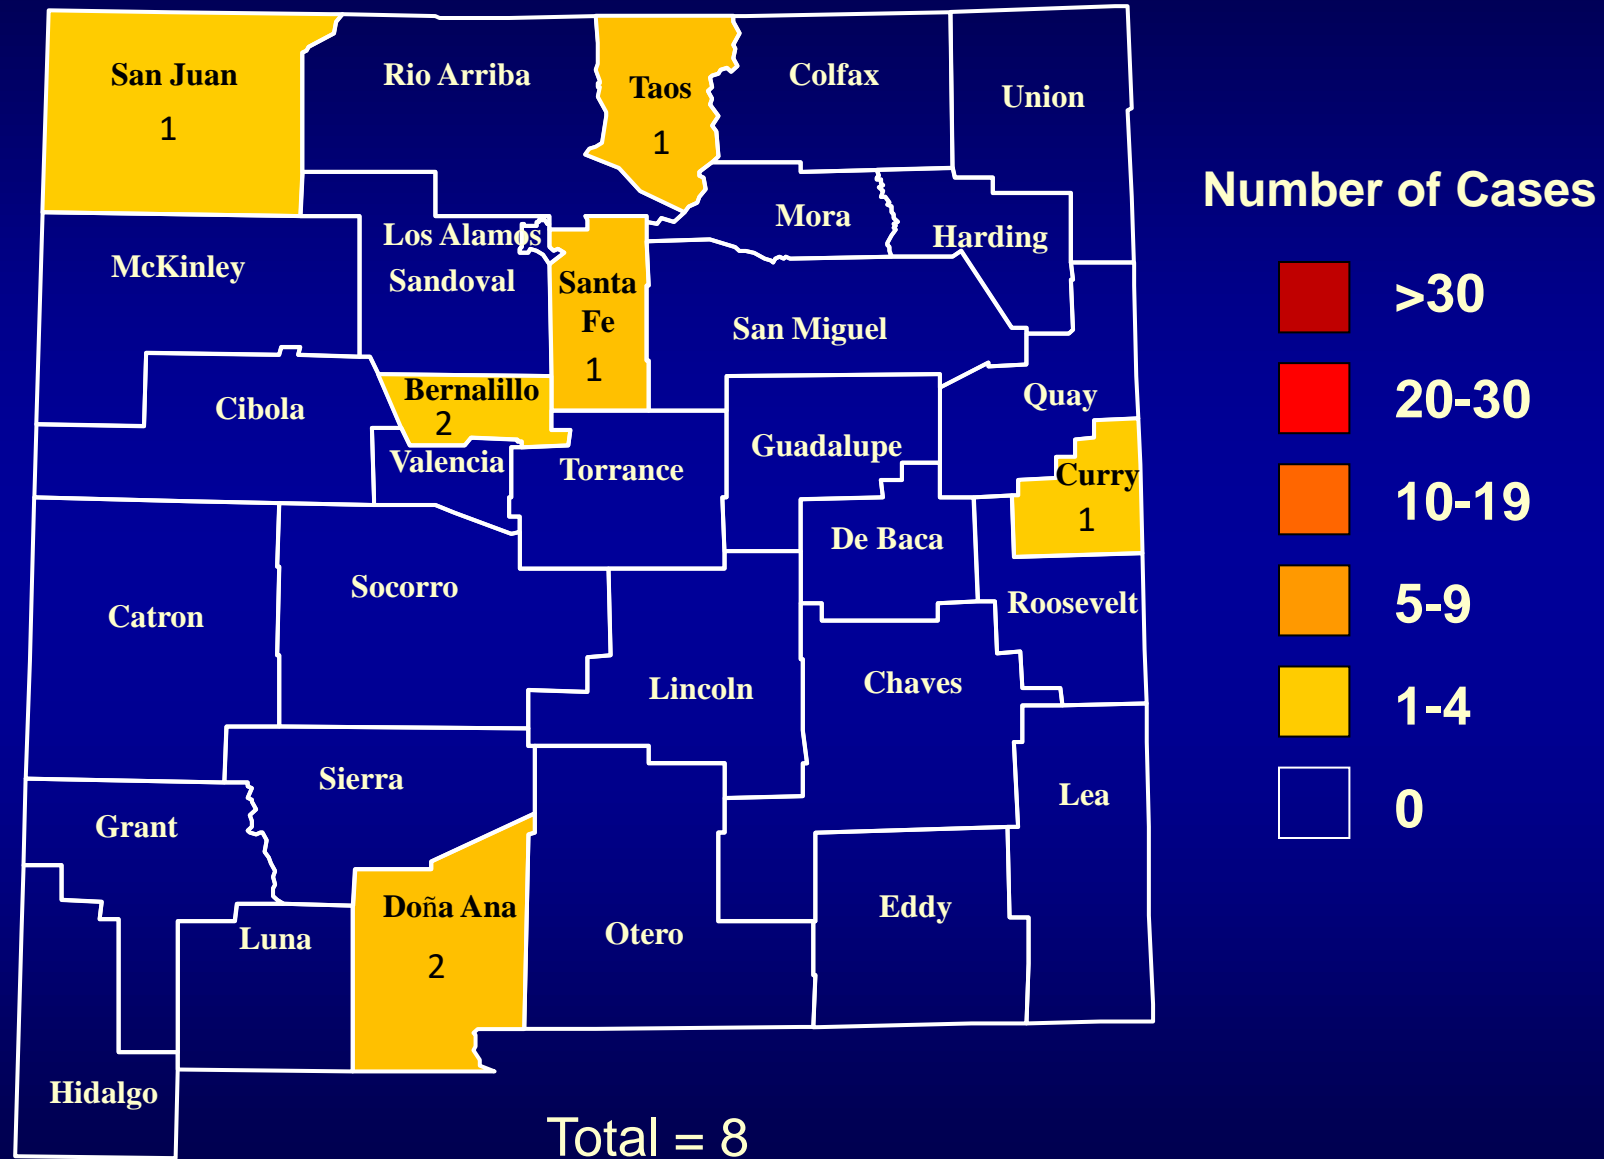 San Juan
1
Rio Arriba
Taos
1
Colfax
Union
Number of Cases
>30
20-30
10-19
5-9
1-4
0
McKinley
Los Alamos
Sandoval
Santa
Fe
1
Mora
Harding
San Miguel
Cibola
Bernalillo
2
Valencia
Torrance
Guadalupe
Quay
Curry
1
De Baca
Roosevelt
Catron
Socorro
Lincoln
Chaves
Sierra
Lea
Grant
Luna
Doña Ana
2
Otero
Eddy
Hidalgo
Total = 8